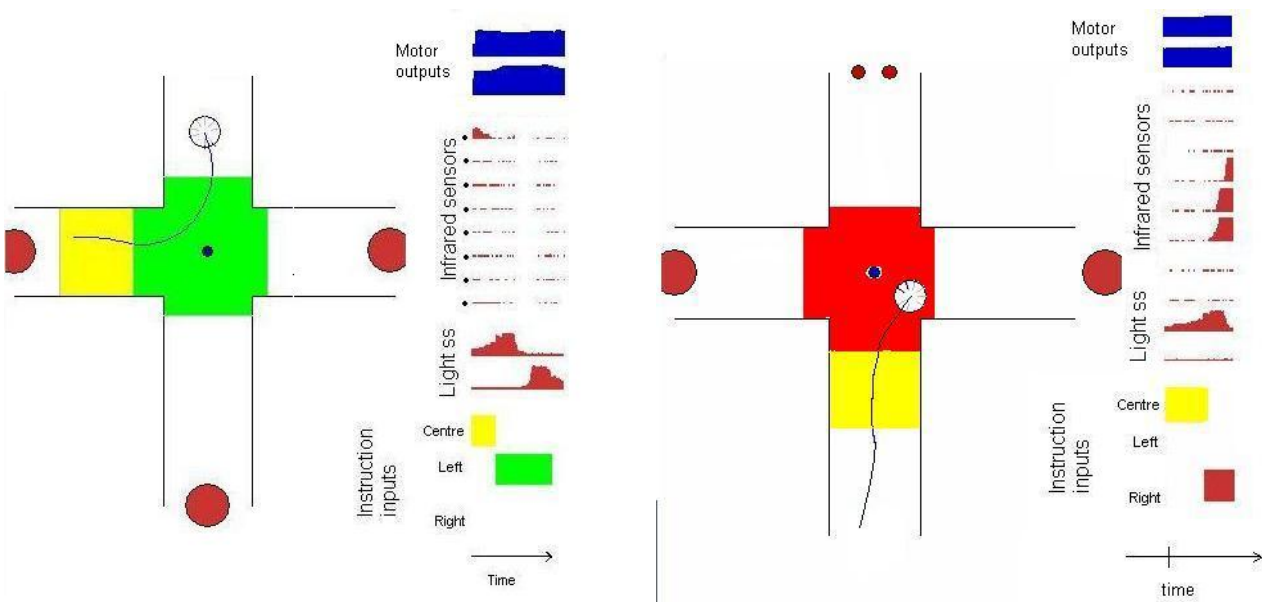 Motor
outputs
Infrared sensors
Light ss
Instruction
inputs
Centre
Left
Right
Time
Motor
outputs
Infrared sensors
Light ss
Instruction
inputs
Centre
Left
Right
time